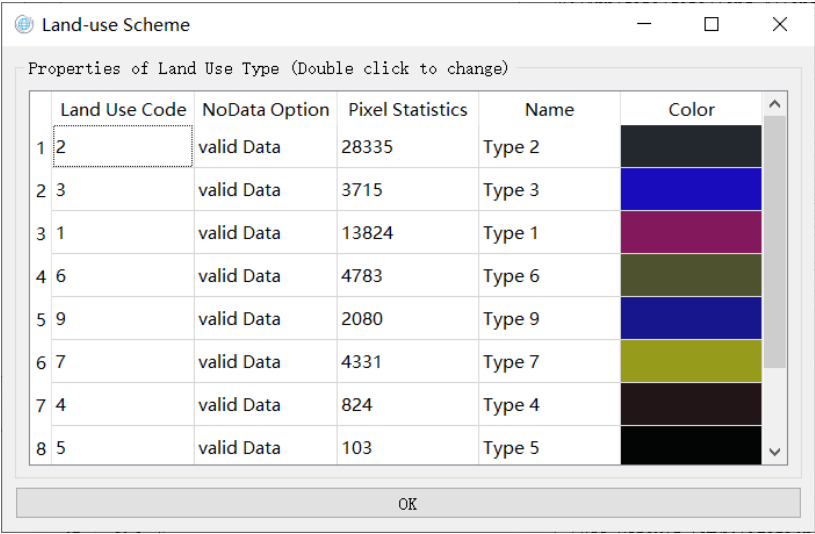 Land-use Scheme
Properties of Land Use Type (Double click to change)
Land Use Code NoData Option Pixel Statistics Name Color
1 2 valid Data 28335 Type 2
2 3 valid Data 3715 Type 3
3 1 valid Data 13824 Type 1
4 6 valid Data 4783 Type 6
5 9 valid Data 2080 Type 9
6 7 valid Data 4331 Type 7
7 4 valid Data 824 Type 4
8 5 valid Data 103 Type 5
OK